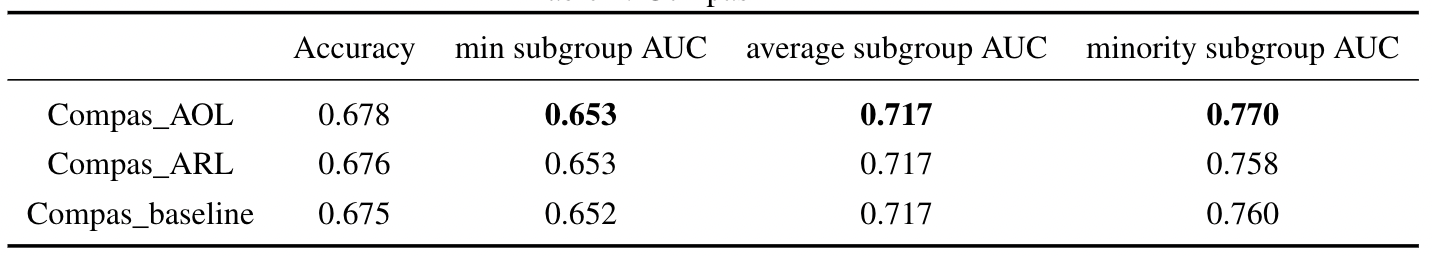 Accuracy min subgroup AUC average subgroup AUC minority subgroup AUC
Compas_AOL 0.678 0.653 0.717 0.770
Compas_ARL 0.676 0.653 0.717 0.758
Compas_baseline 0.675 0.652 0.717 0.760